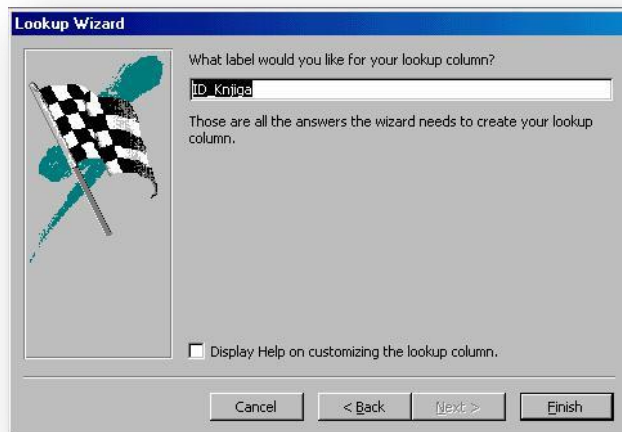 Lookup Wizard
What label would you like for your lookup column?
ID_Knjiga
Those are all the answers the wizard needs to create your lookup
column.
Display Help on customizing the lookup column.
Cancel
< Back
Next >
Finish